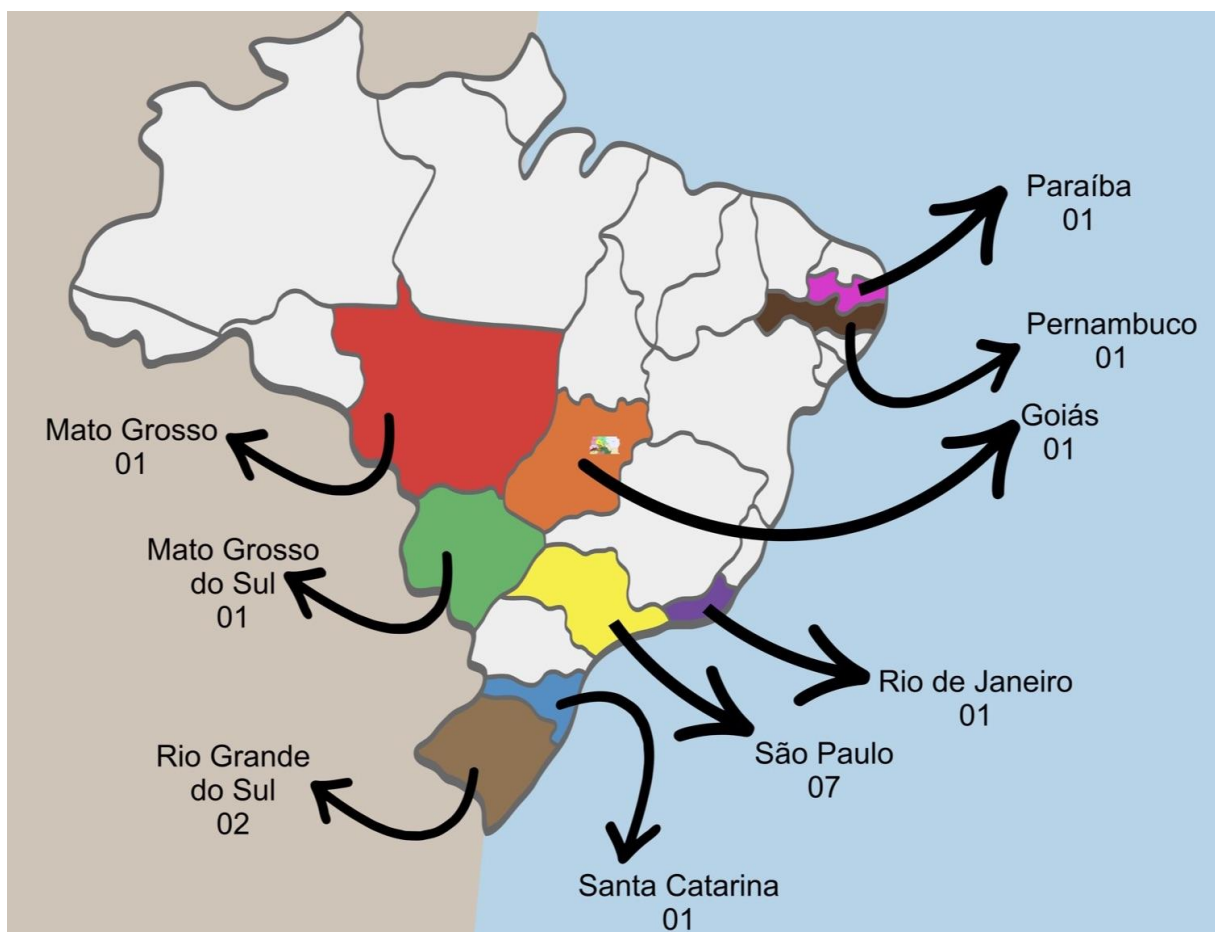 Paraíba
01
Pernambuco
01
Goiás
01
Mato Grosso
01
Mato Grosso
do Sul
01
Rio de Janeiro
01
São Paulo
07
Rio Grande
do Sul
02
Santa Catarina
01